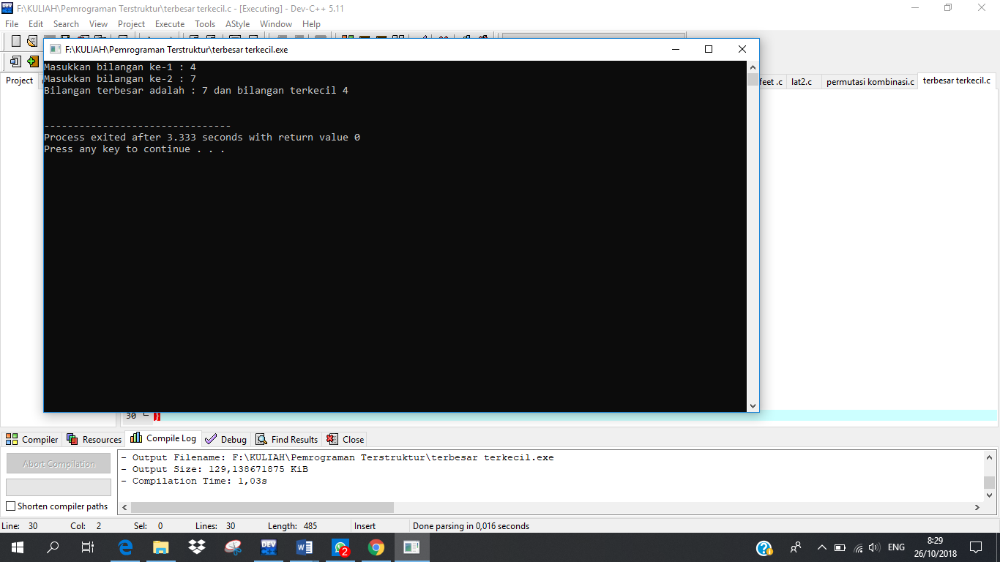 F:\KULIAH\Pemrograman Terstruktur\terbesar terkecil.c - [Executing] - Dev-C++ 5.11
File Edit Search View Project Execute Tools AStyle Window Help
F:\KULIAH\Pemrograman Terstruktur\terbesar terkecil.exe
Masukkan bilangan ke-1 : 4
Masukkan bilangan ke-2 : 7
Bilangan terbesar adalah : 7 dan bilangan terkecil 4
--------------------------------
Process exited after 3.333 seconds with return value 0
Press any key to continue . . .
Project
feet .c lat2.c permutasi kombinasi.c terbesar terkecil.c
30 }
Compiler Resources Compile Log Debug Find Results Close
Abort Compilation
Shorten compiler paths
- Output Filename: F:\KULIAH\Pemrograman Terstruktur\terbesar terkecil.exe
- Output Size: 129,138671875 KiB
- Compilation Time: 1,03s
Line: 30 Col: 2 Sel: 0 Lines: 30 Length: 485 Insert Done parsing in 0,016 seconds
DEV
2
ENG
8:29
26/10/2018